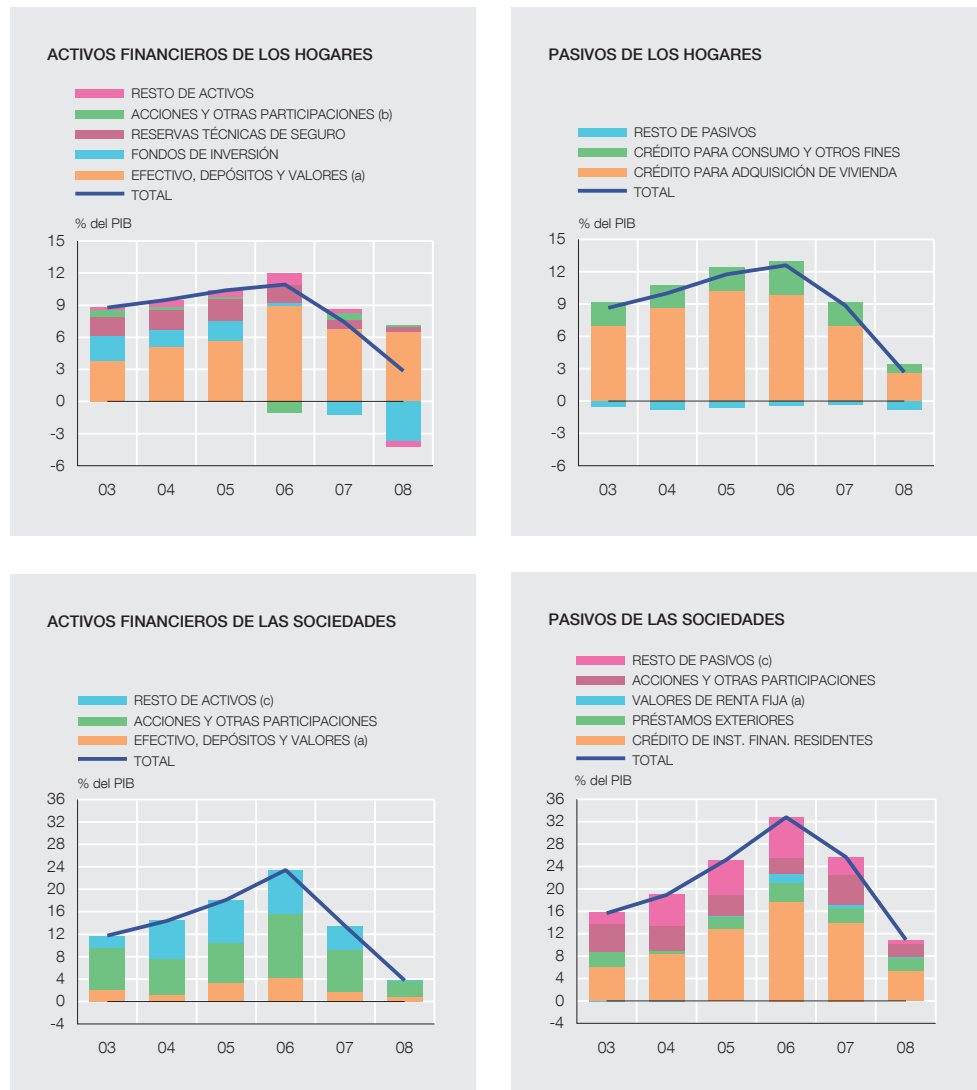 ACTIVOS FINANCIEROS DE LOS HOGARES
RESTO DE ACTIVOS
ACCIONES Y OTRAS PARTICIPACIONES (b)
RESERVAS TÉCNICAS DE SEGURO
FONDOS DE INVERSIÓN
EFECTIVO, DEPÓSITOS Y VALORES (a)
TOTAL
% del PIB
15
12
9
6
3
0
-3
-6
03 04 05 06 07 08
PASIVOS DE LOS HOGARES
RESTO DE PASIVOS
CRÉDITO PARA CONSUMO Y OTROS FINES
CRÉDITO PARA ADQUISICIÓN DE VIVIENDA
TOTAL
% del PIB
15
12
9
6
3
0
-3
-6
03 04 05 06 07 08
ACTIVOS FINANCIEROS DE LAS SOCIEDADES
RESTO DE ACTIVOS (c)
ACCIONES Y OTRAS PARTICIPACIONES
EFECTIVO, DEPÓSITOS Y VALORES (a)
TOTAL
% del PIB
36
32
28
24
20
16
12
8
4
0
-4
03 04 05 06 07 08
PASIVOS DE LAS SOCIEDADES
RESTO DE PASIVOS (c)
ACCIONES Y OTRAS PARTICIPACIONES
VALORES DE RENTA FIJA (a)
PRÉSTAMOS EXTERIORES
CRÉDITO DE INST. FINAN. RESIDENTES
TOTAL
% del PIB
36
32
28
24
20
16
12
8
4
0
-4
03 04 05 06 07 08